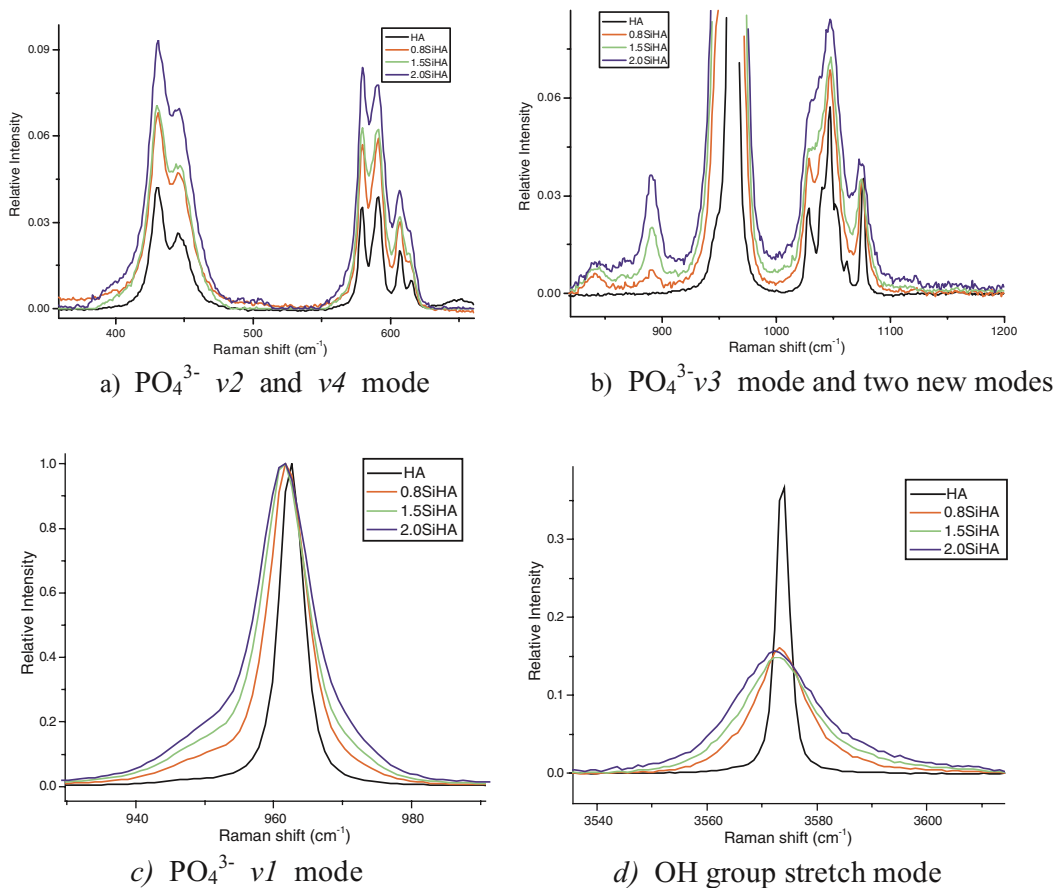 HA
0.8SiHA
1.5SiHA
2.0SiHA
Relative Intensity
0.09
0.06
0.03
0.00
400 500 600
Raman shift (cm-1)
a) PO₄³⁻ v2 and v4 mode
HA
0.8SiHA
1.5SiHA
2.0SiHA
Relative Intensity
0.06
0.03
0.00
900 1000 1100 1200
Raman shift (cm-1)
b) PO₄³⁻v3 mode and two new modes
HA
0.8SiHA
1.5SiHA
2.0SiHA
Relative Intensity
1.0
0.8
0.6
0.4
0.2
0.0
940 960 980
Raman shift (cm⁻¹)
c) PO₄³⁻ v1 mode
HA
0.8SiHA
1.5SiHA
2.0SiHA
Relative Intensity
0.3
0.2
0.1
0.0
3540 3560 3580 3600
Raman shift (cm⁻¹)
d) OH group stretch mode